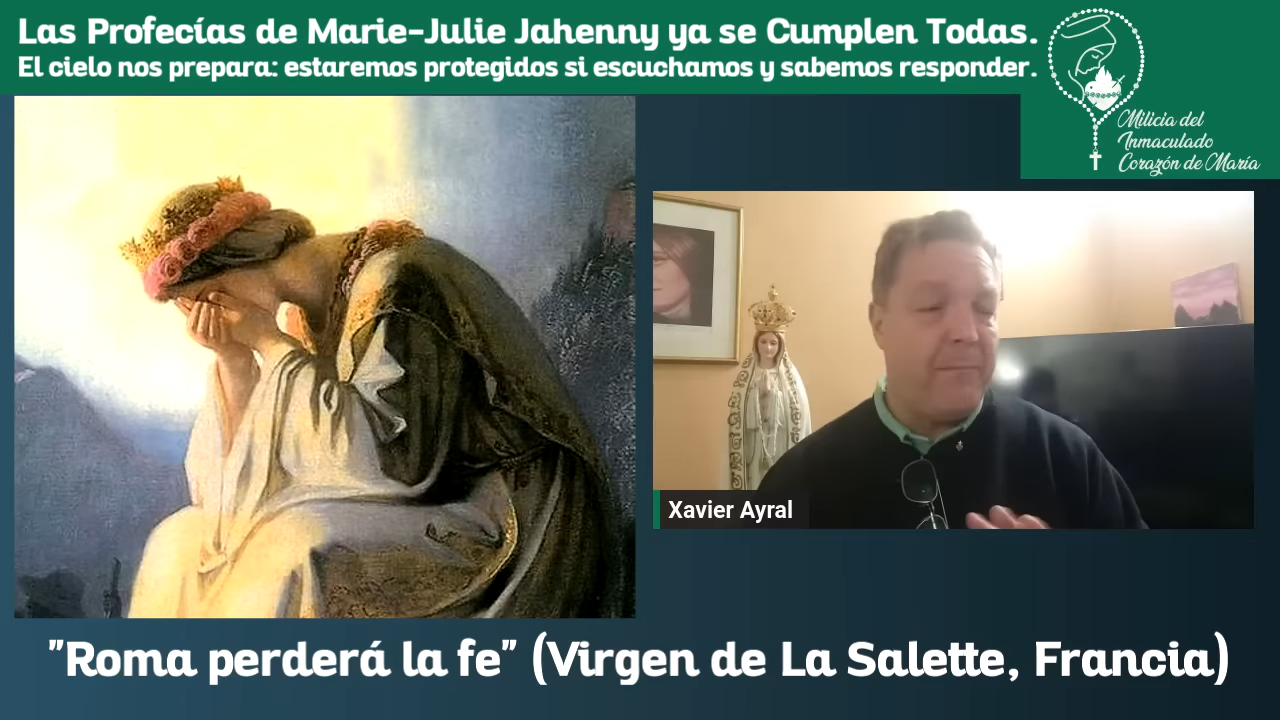 Las Profecías de Marie-Julie Jahenny ya se Cumplen Todas.
El cielo nos prepara: estaremos protegidos si escuchamos y sabemos responder.
Milicia del
Inmaculado
Corazón de María
Xavier Ayral
"Roma perderá la fe" (Virgen de La Salette, Francia)